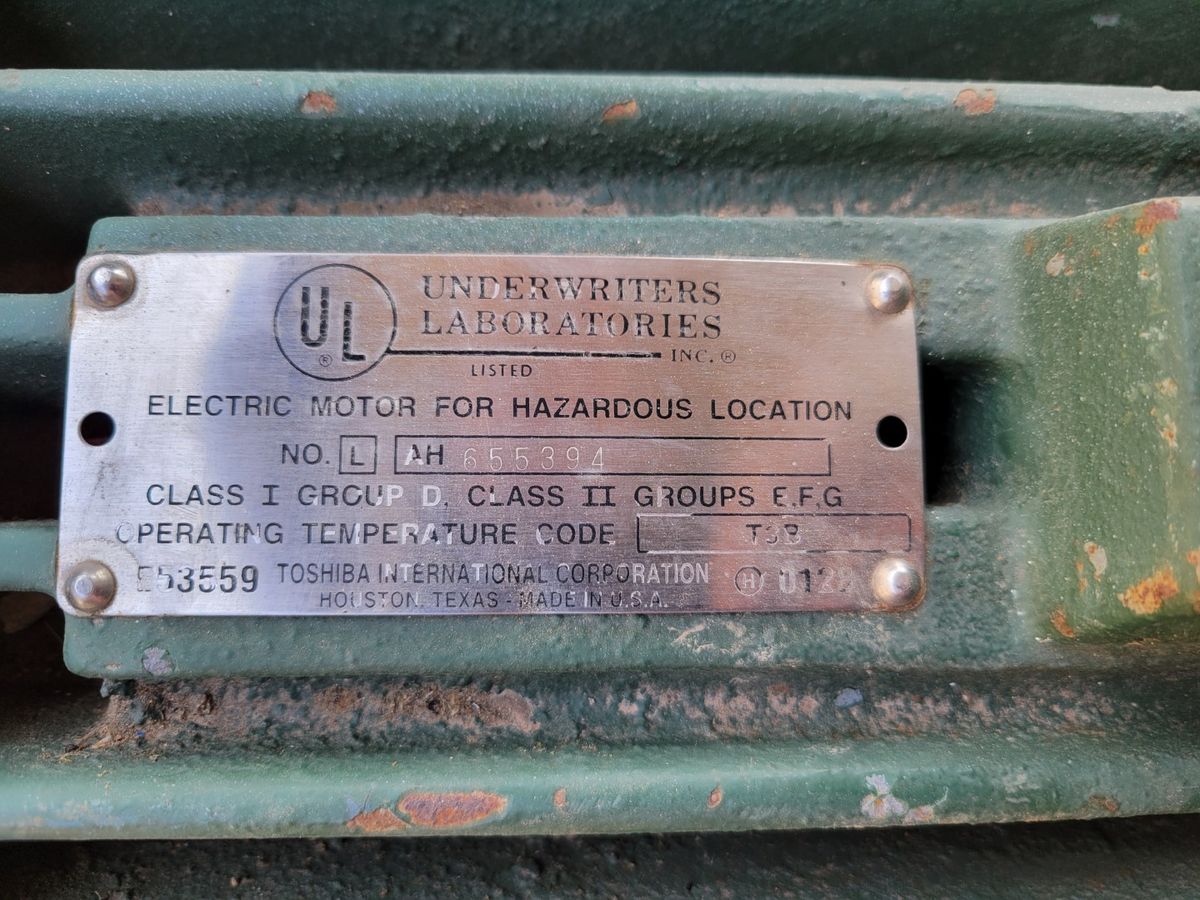 UL ®
UNDERWRITERS
LABORATORIES
INC. ®
LISTED
ELECTRIC MOTOR FOR HAZARDOUS LOCATION
NO. L AH 655394
CLASS I GROUP D, CLASS II GROUPS E,F,G
OPERATING TEMPERATURE CODE T3B
E53559 TOSHIBA INTERNATIONAL CORPORATION H
HOUSTON, TEXAS - MADE IN U.S.A.